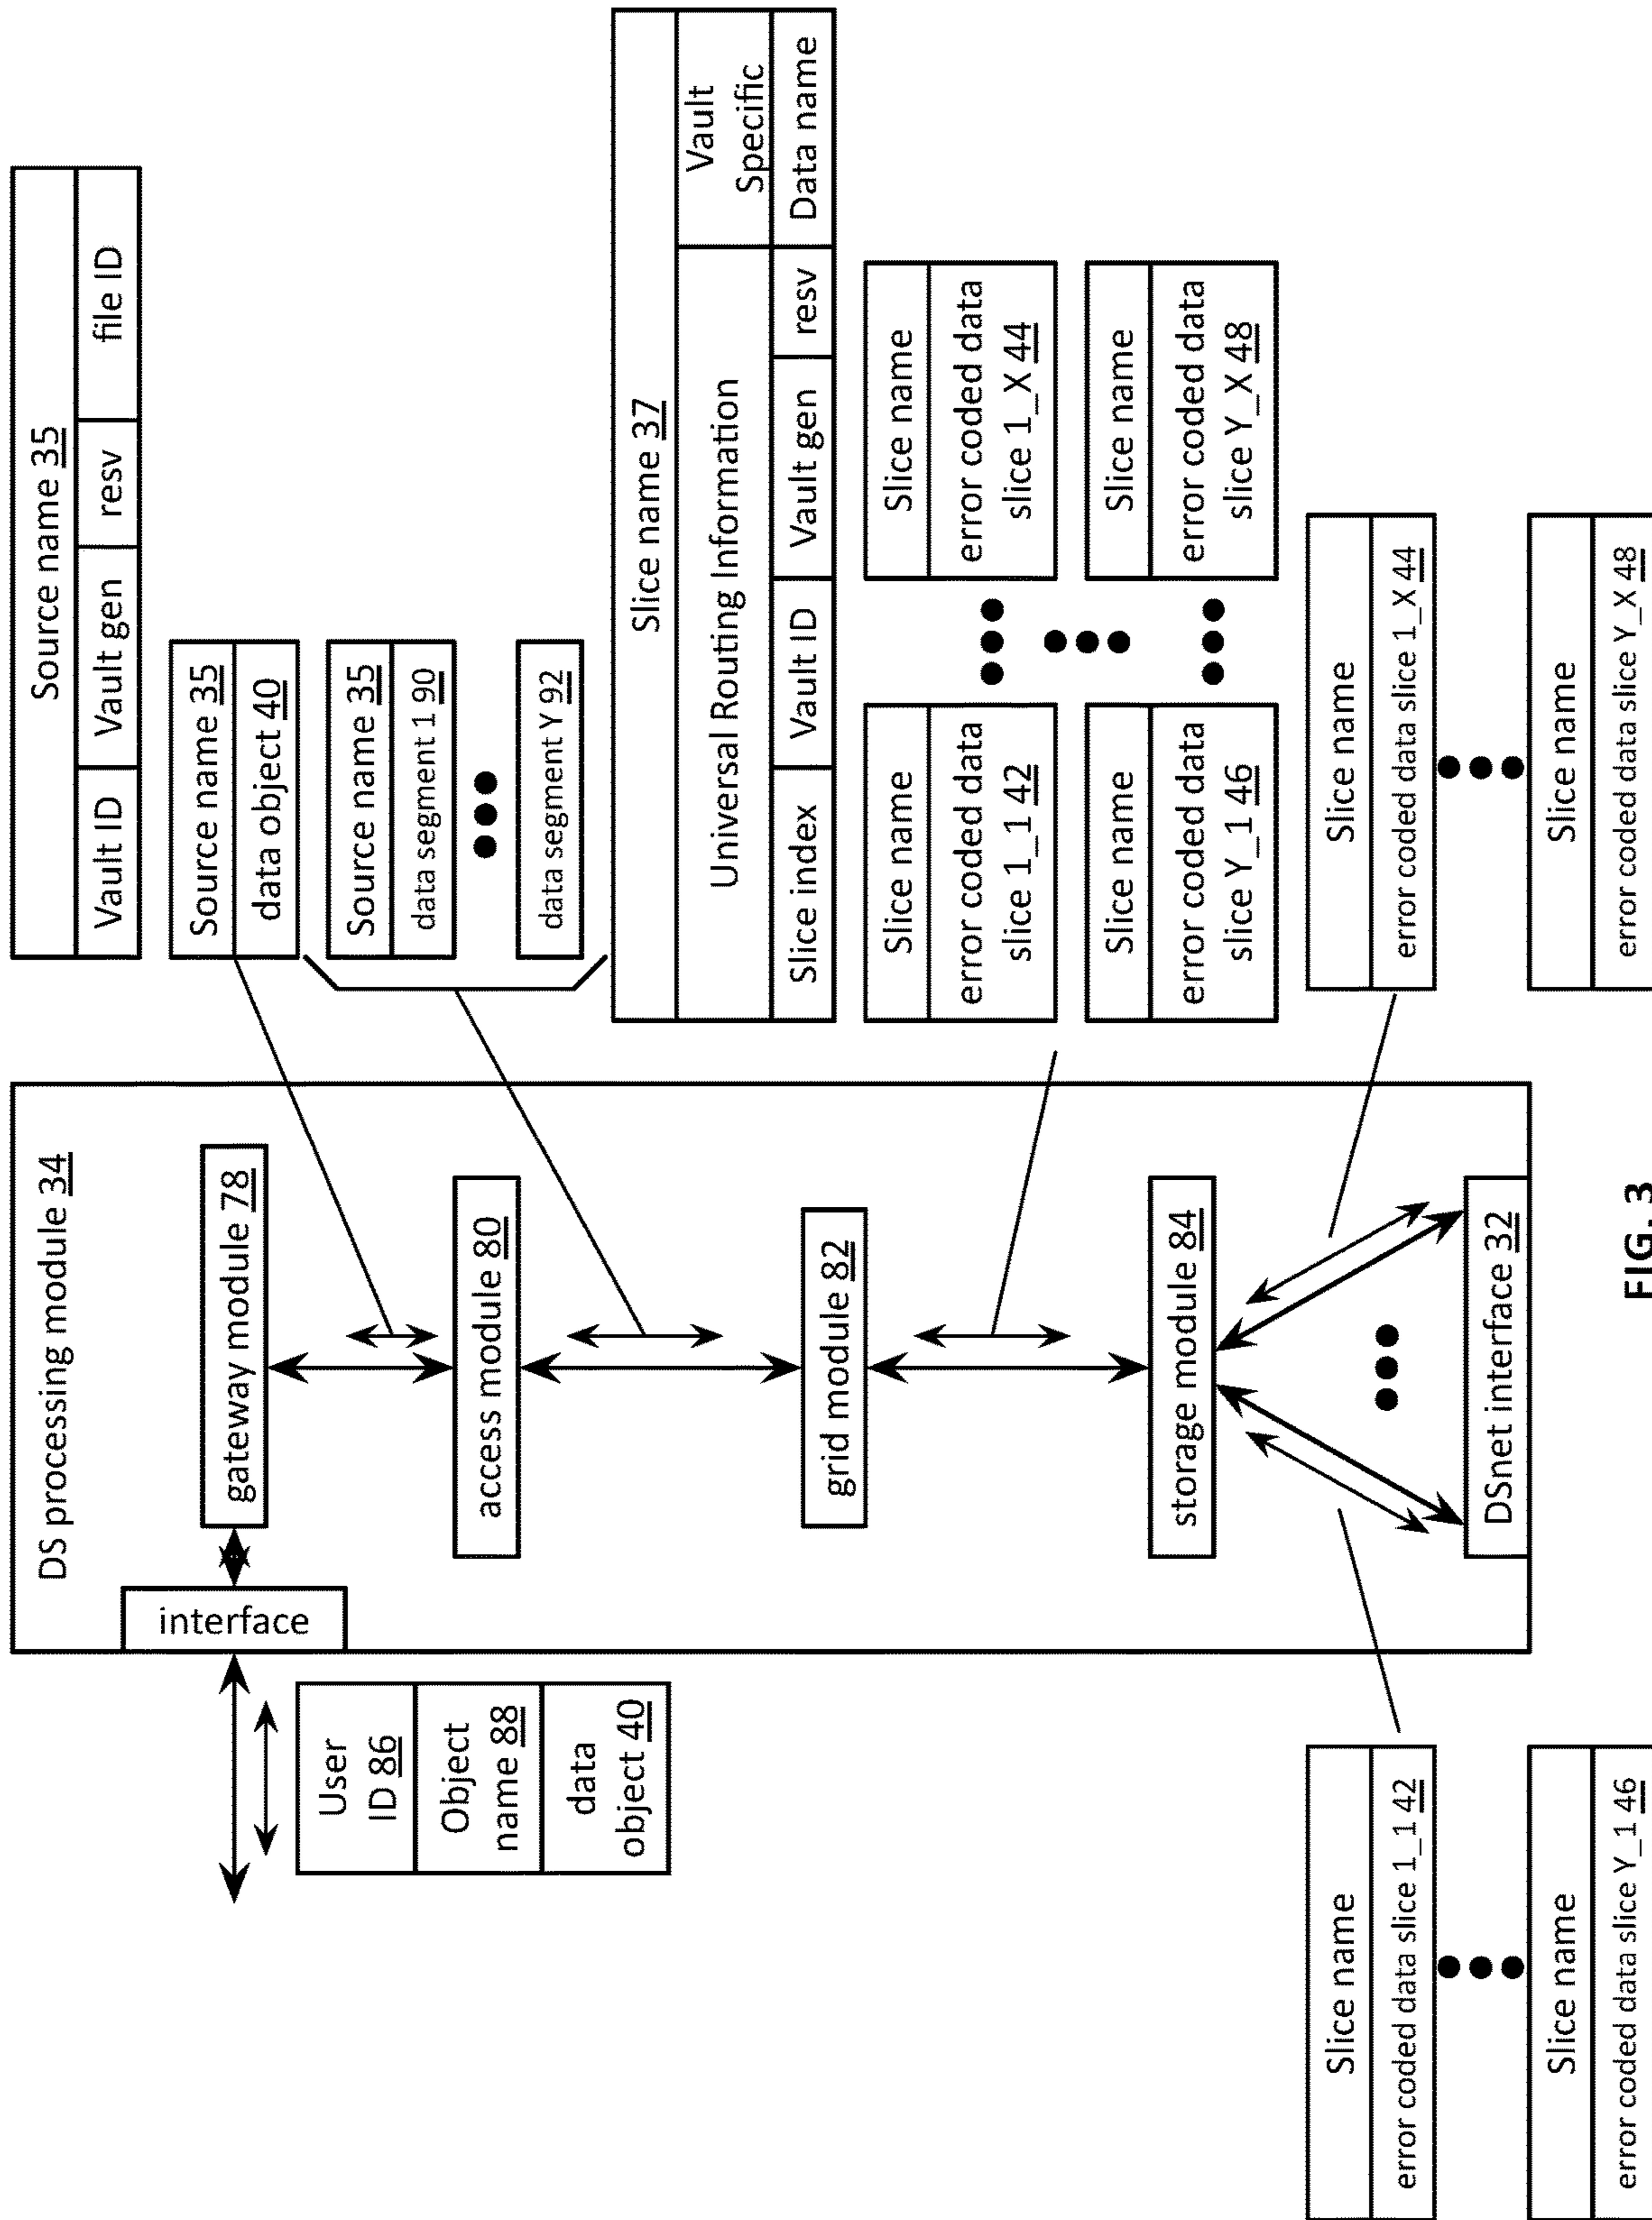 DS processing module 34
interface
gateway module 78
access module 80
grid module 82
storage module 84
DSnet interface 32
User
ID 86
Object
name 88
data
object 40
Source name 35
Vault ID
Vault gen
resv
file ID
Source name 35
data object 40
Source name 35
data segment 1 90
data segment Y 92
Slice name 37
Universal Routing Information
Vault
Specific
Slice index
Vault ID
Vault gen
resv
Data name
Slice name
error coded data
slice 1_1 42
Slice name
error coded data
slice 1_X 44
Slice name
error coded data
slice Y_1 46
Slice name
error coded data
slice Y_X 48
Slice name
error coded data slice 1_1 42
Slice name
error coded data slice Y_1 46
Slice name
error coded data slice 1_X 44
Slice name
error coded data slice Y_X 48
FIG. 3